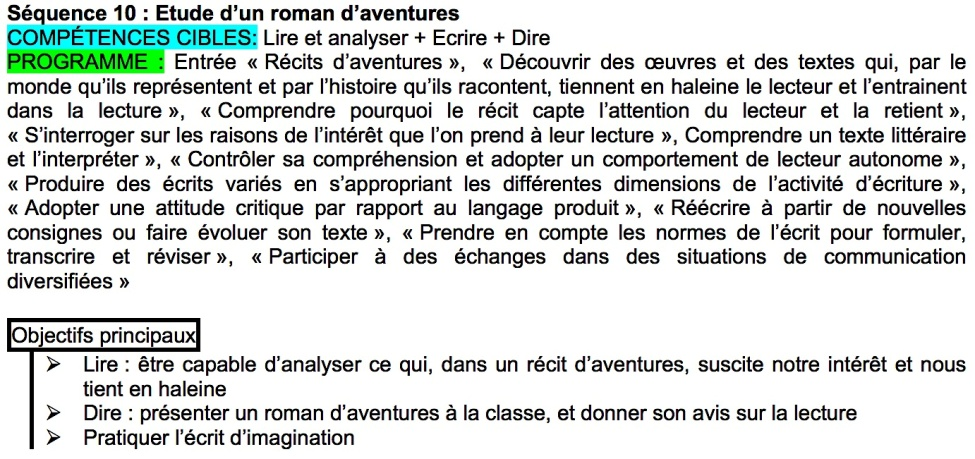 Séquence 10 : Etude d’un roman d’aventures
COMPÉTENCES CIBLES: Lire et analyser + Ecrire + Dire
PROGRAMME : Entrée « Récits d’aventures », « Découvrir des œuvres et des textes qui, par le
monde qu’ils représentent et par l’histoire qu’ils racontent, tiennent en haleine le lecteur et l’entrainent
dans la lecture », « Comprendre pourquoi le récit capte l’attention du lecteur et la retient »,
« S’interroger sur les raisons de l’intérêt que l’on prend à leur lecture », Comprendre un texte littéraire
et l’interpréter », « Contrôler sa compréhension et adopter un comportement de lecteur autonome »,
« Produire des écrits variés en s’appropriant les différentes dimensions de l’activité d’écriture »,
« Adopter une attitude critique par rapport au langage produit », « Réécrire à partir de nouvelles
consignes ou faire évoluer son texte », « Prendre en compte les normes de l’écrit pour formuler,
transcrire et réviser », « Participer à des échanges dans des situations de communication
diversifiées »
Objectifs principaux
➢ Lire : être capable d’analyser ce qui, dans un récit d’aventures, suscite notre intérêt et nous
tient en haleine
➢ Dire : présenter un roman d’aventures à la classe, et donner son avis sur la lecture
➢ Pratiquer l’écrit d’imagination